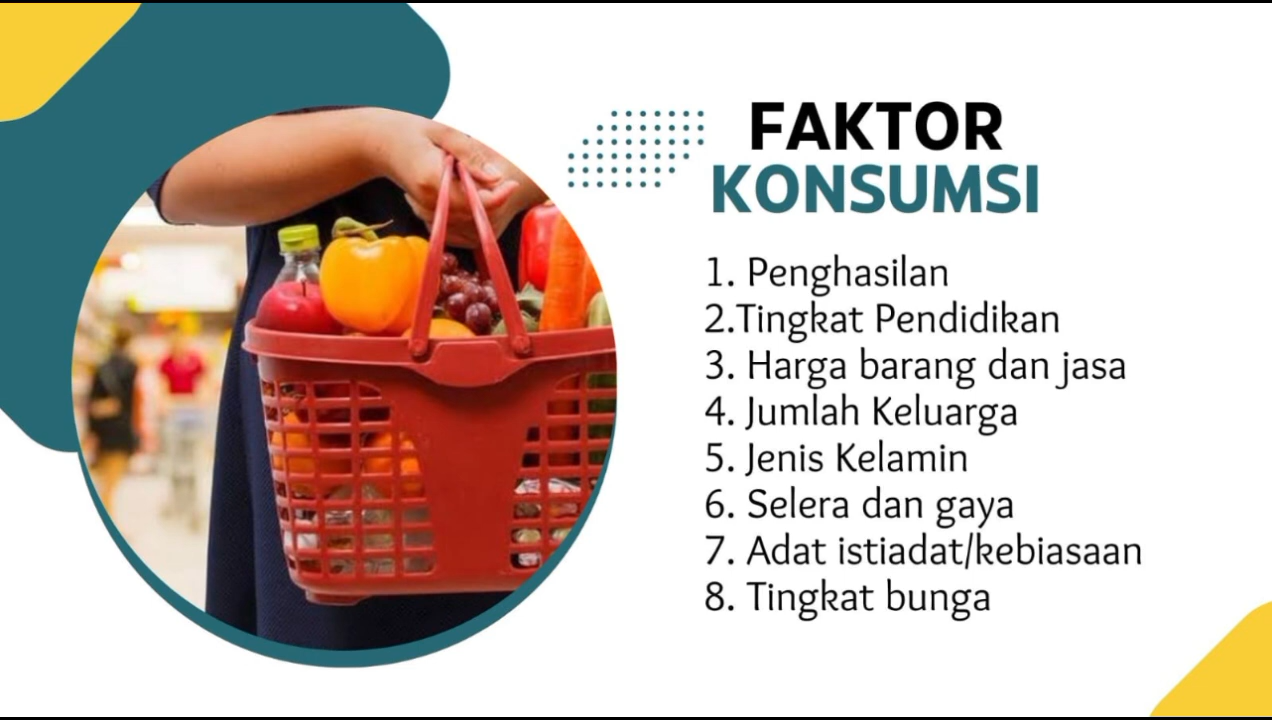 FAKTOR
KONSUMSI
1. Penghasilan
2.Tingkat Pendidikan
3. Harga barang dan jasa
4. Jumlah Keluarga
5. Jenis Kelamin
6. Selera dan gaya
7. Adat istiadat/kebiasaan
8. Tingkat bunga